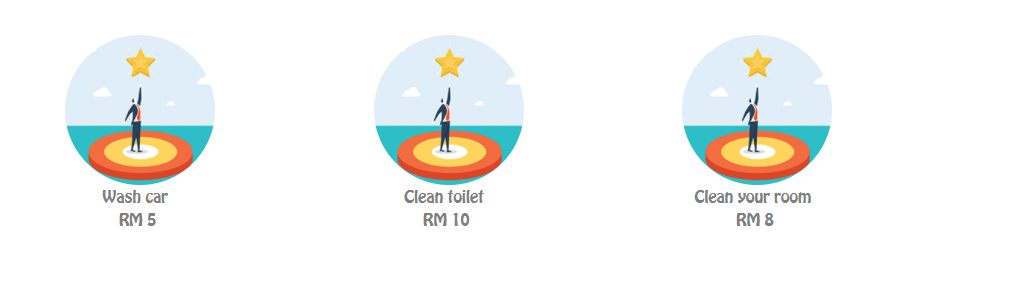 Wash car
RM 5
Clean toilet
RM 10
Clean your room
RM 8